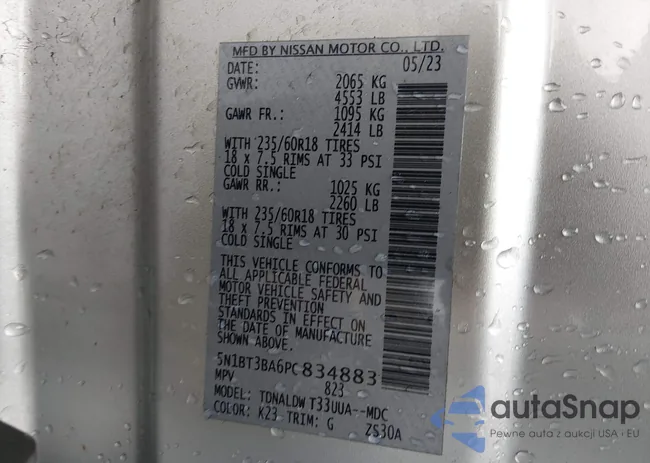 MFD BY NISSAN MOTOR CO., LTD.
DATE: 05/23
GVWR: 2065 KG
4553 LB
GAWR FR.: 1095 KG
2414 LB
WITH 235/60R18 TIRES
18 x 7.5 RIMS AT 33 PSI
COLD SINGLE
GAWR RR.: 1025 KG
2260 LB
WITH 235/60R18 TIRES
18 x 7.5 RIMS AT 30 PSI
COLD SINGLE
THIS VEHICLE CONFORMS TO
ALL APPLICABLE FEDERAL
MOTOR VEHICLE SAFETY AND
THEFT PREVENTION
STANDARDS IN EFFECT ON
THE DATE OF MANUFACTURE
SHOWN ABOVE.
5N1BT3BA6PC834883
MPV 823
MODEL: TDNALDW T33UUA--MDC
COLOR: K23 TRIM: G ZS30A
autaSnap
Pewne auta z aukcji USA · EU